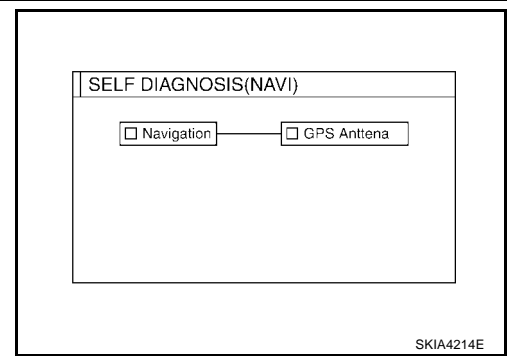 SELF DIAGNOSIS(NAVI)
Navigation
GPS Anttena
SKIA4214E